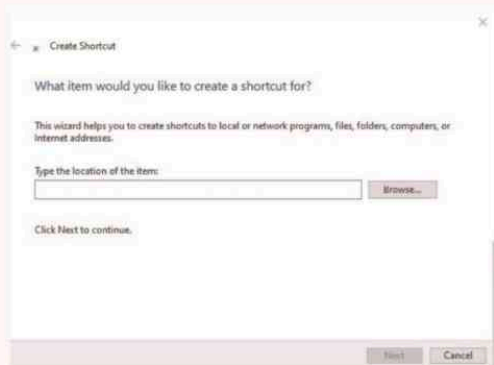 Create Shortcut
What item would you like to create a shortcut for?
This wizard helps you to create shortcuts to local or network programs, files, folders, computers, or
Internet addresses.
Type the location of the item:
Browse...
Click Next to continue.
Next
Cancel